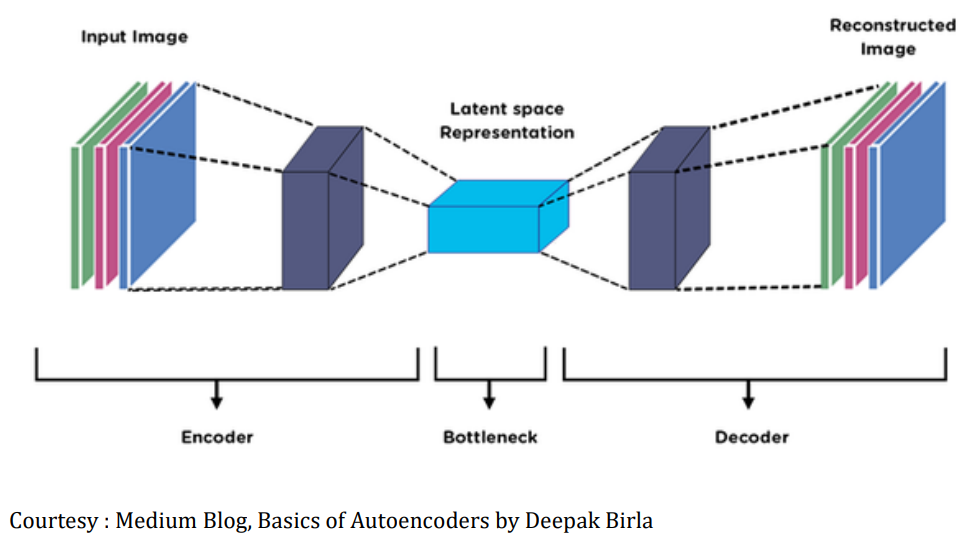 Input Image
Reconstructed
Image
Latent space
Representation
Encoder
Bottleneck
Decoder
Courtesy : Medium Blog, Basics of Autoencoders by Deepak Birla